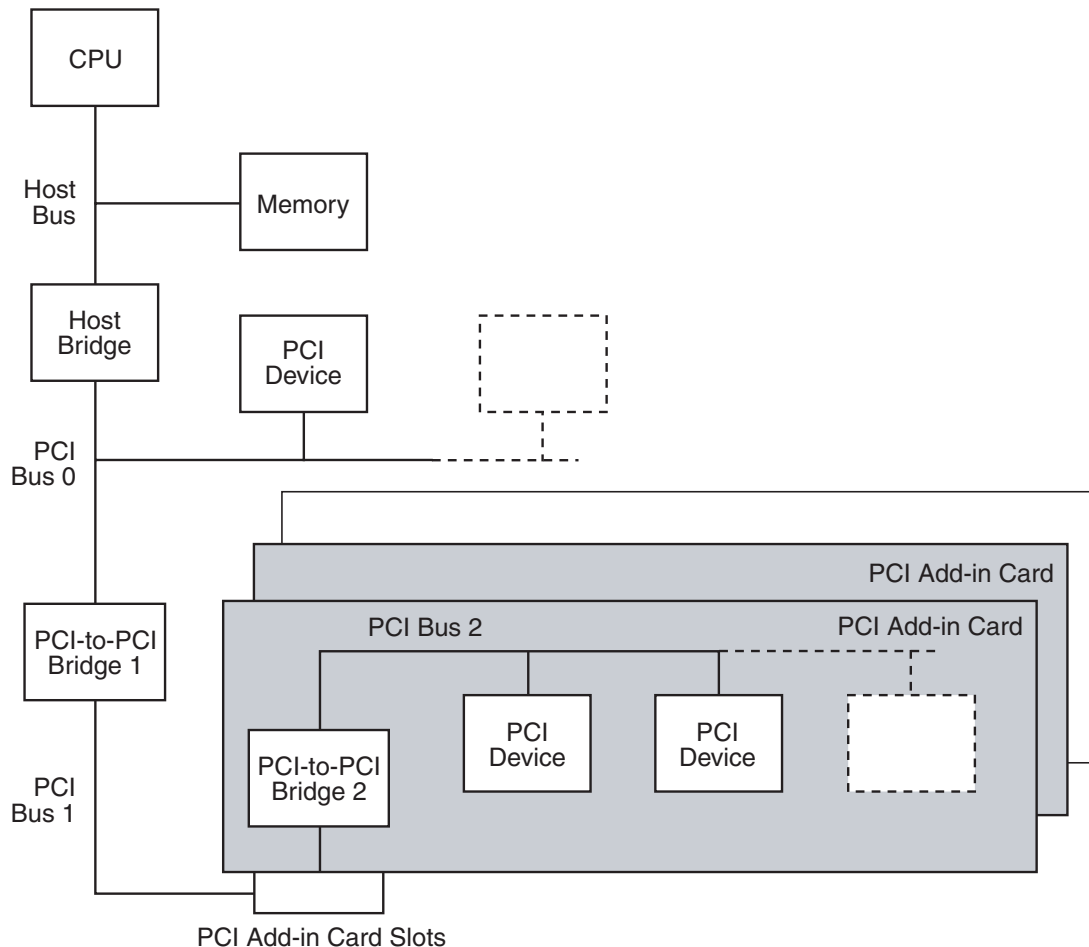 CPU
Host
Bus
Memory
Host
Bridge
PCI
Device
PCI
Bus 0
PCI Add-in Card
PCI-to-PCI
Bridge 1
PCI Bus 2
PCI Add-in Card
PCI
Device
PCI
Device
PCI-to-PCI
Bridge 2
PCI
Bus 1
PCI Add-in Card Slots